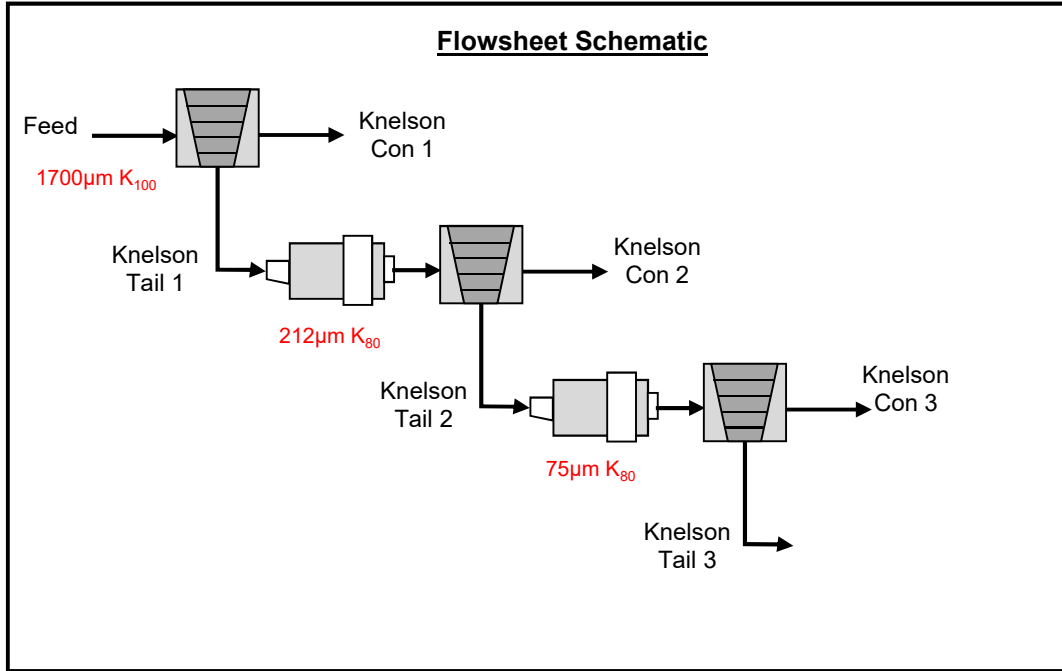 Flowsheet Schematic
Feed
1700µm K100
Knelson
Con 1
Knelson
Tail 1
212µm K80
Knelson
Con 2
Knelson
Tail 2
75µm K80
Knelson
Con 3
Knelson
Tail 3